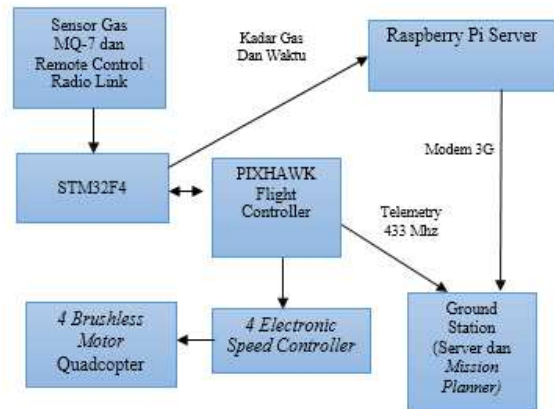 Sensor Gas
MQ-7 dan
Remote Control
Radio Link
Kadar Gas
Dan Waktu
Raspberry Pi Server
STM32F4
PIXHAWK
Flight
Controller
Modem 3G
Telemetry
433 Mhz
4 Brushless
Motor
Quadcopter
4 Electronic
Speed Controller
Ground
Station
(Server dan
Mission
Planner)